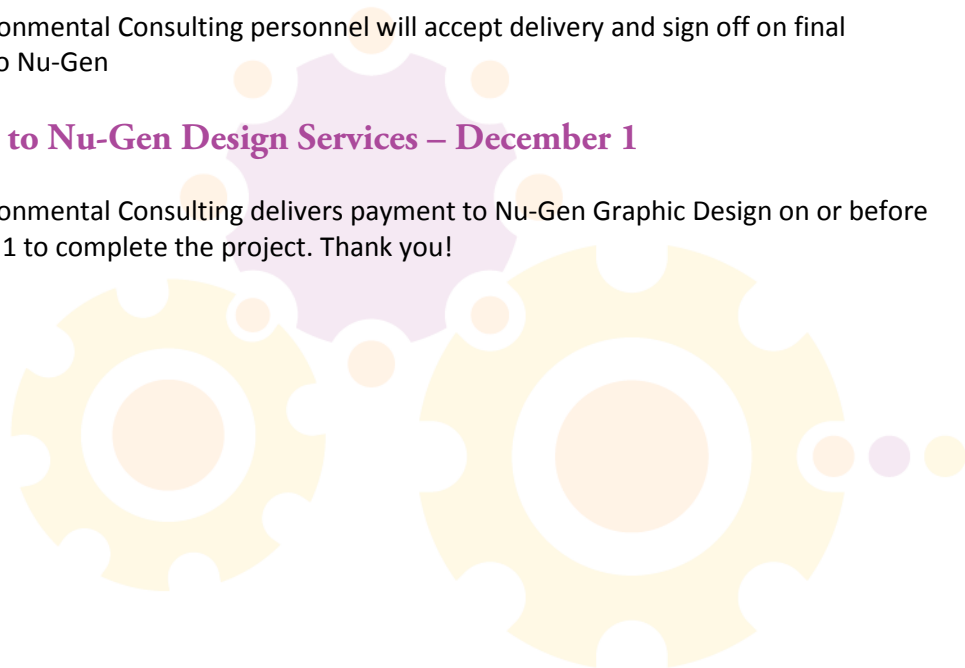 onmental Consulting personnel will accept delivery and sign off on final
o Nu-Gen
to Nu-Gen Design Services – December 1
onmental Consulting delivers payment to Nu-Gen Graphic Design on or before
1 to complete the project. Thank you!